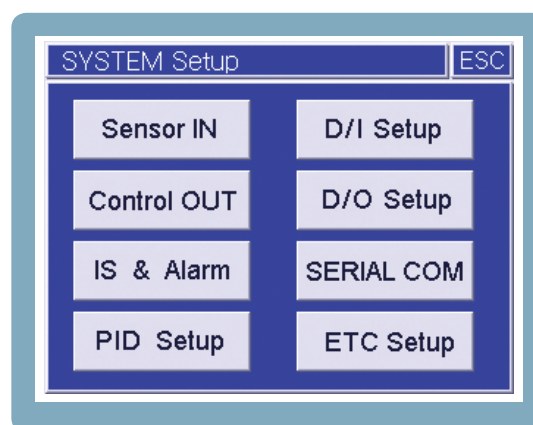 SYSTEM Setup ESC
Sensor IN D/I Setup
Control OUT D/O Setup
IS & Alarm SERIAL COM
PID Setup ETC Setup